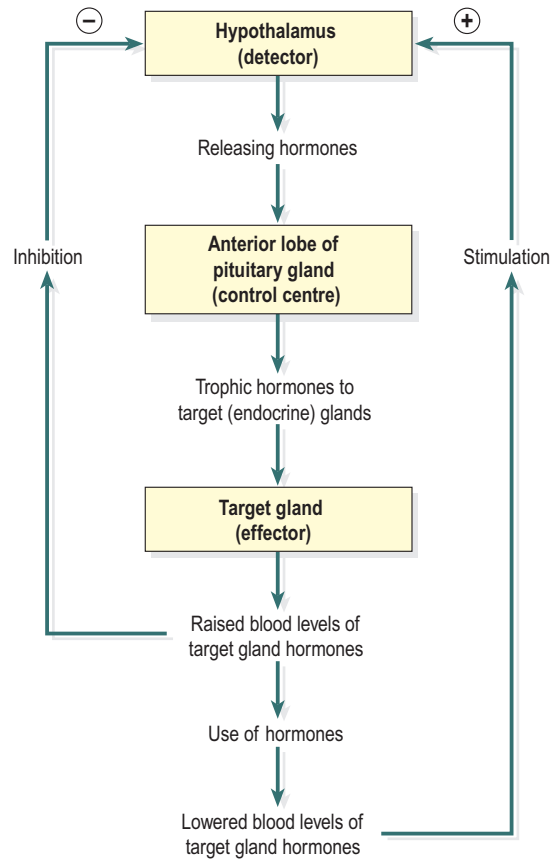 −
+
Hypothalamus
(detector)
Releasing hormones
Inhibition
Anterior lobe of
pituitary gland
(control centre)
Stimulation
Trophic hormones to
target (endocrine) glands
Target gland
(effector)
Raised blood levels of
target gland hormones
Use of hormones
Lowered blood levels of
target gland hormones